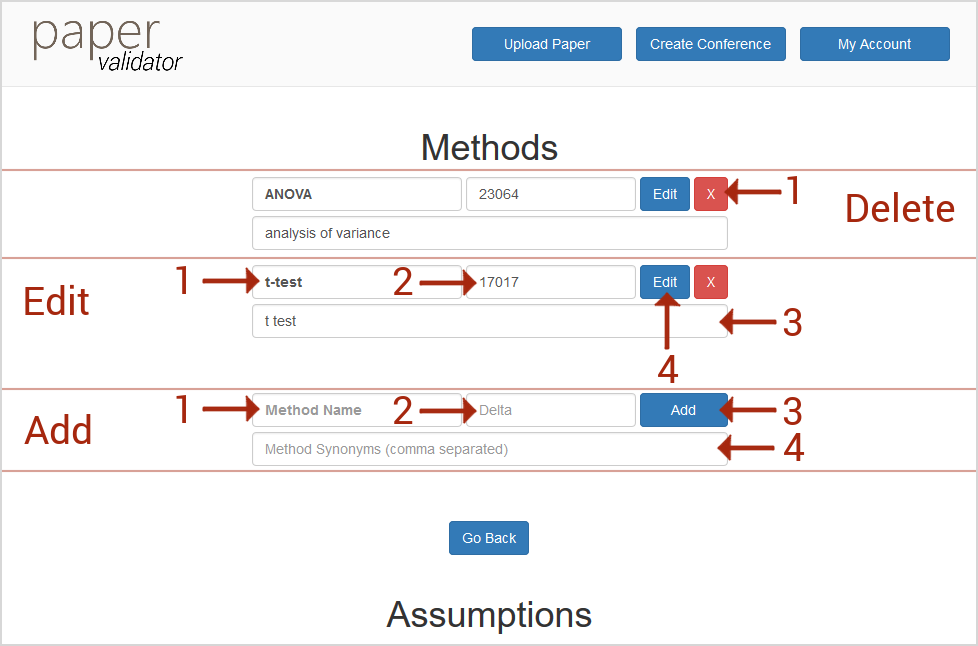 paper
validator
Upload Paper Create Conference My Account
Methods
ANOVA 23064 Edit X 1
Delete
analysis of variance
1 t-test 2 17017 Edit X
Edit
t test 3
4
1 Method Name 2 Delta Add 3
Add
Method Synonyms (comma separated) 4
Go Back
Assumptions